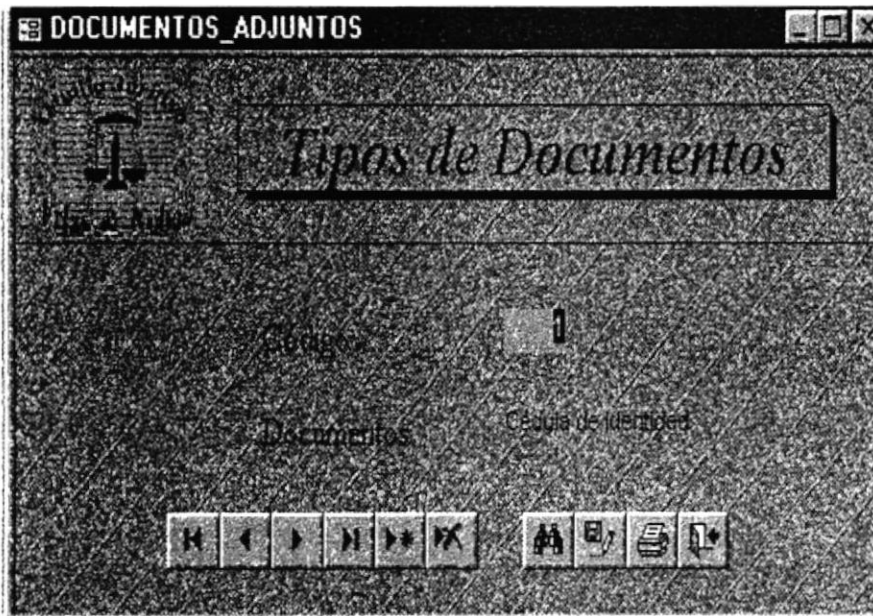 DOCUMENTOS_ADJUNTOS
Tipos de Documentos
Código
1
Documentos
Cédula de identidad